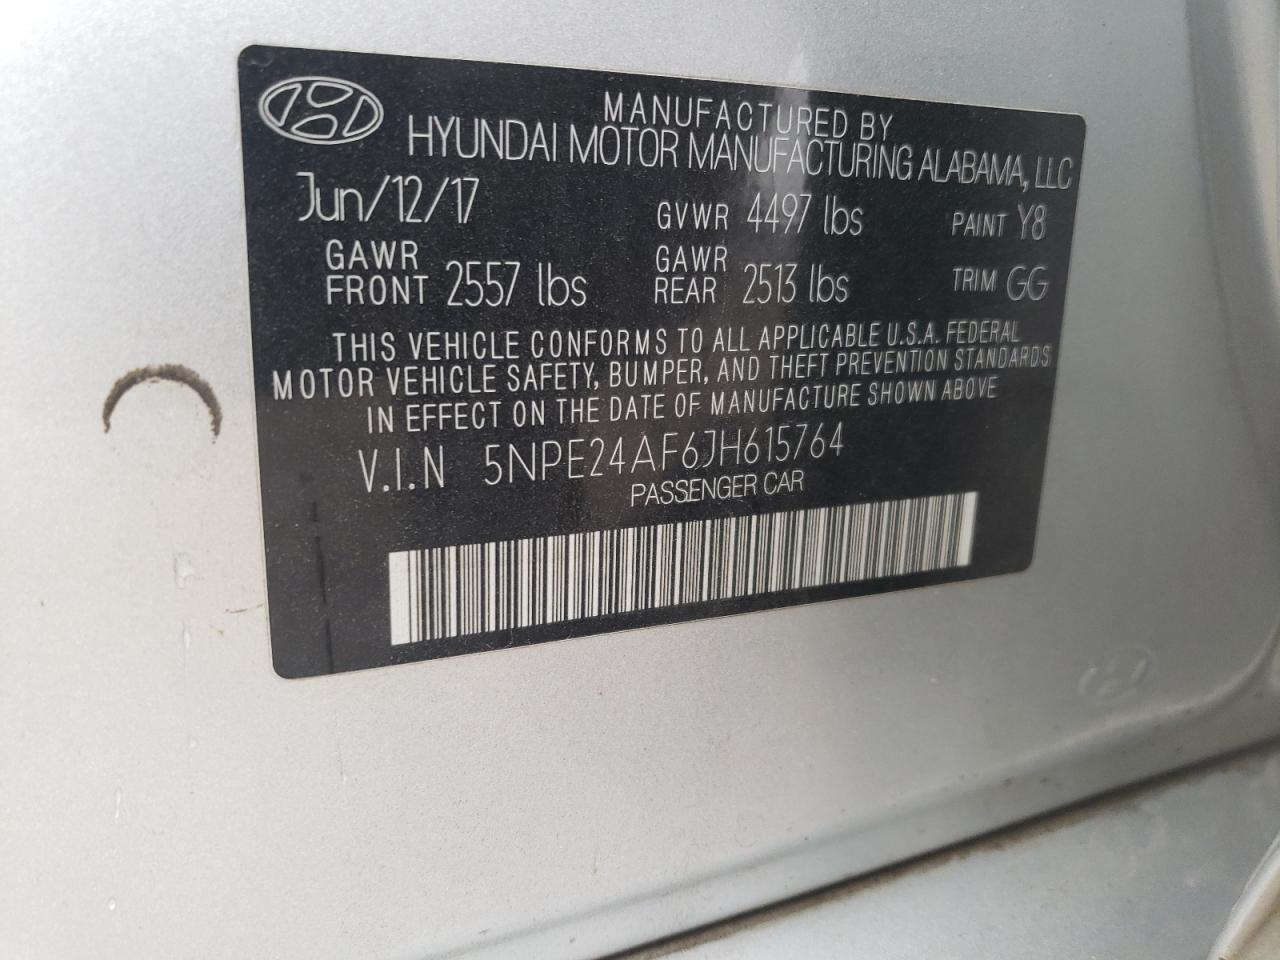 MANUFACTURED BY
HYUNDAI MOTOR MANUFACTURING ALABAMA, LLC
Jun/12/17 GVWR 4497 lbs PAINT Y8
GAWR FRONT 2557 lbs GAWR REAR 2513 lbs TRIM GG
THIS VEHICLE CONFORMS TO ALL APPLICABLE U.S.A. FEDERAL
MOTOR VEHICLE SAFETY, BUMPER, AND THEFT PREVENTION STANDARDS
IN EFFECT ON THE DATE OF MANUFACTURE SHOWN ABOVE
V.I.N 5NPE24AF6JH615764
PASSENGER CAR